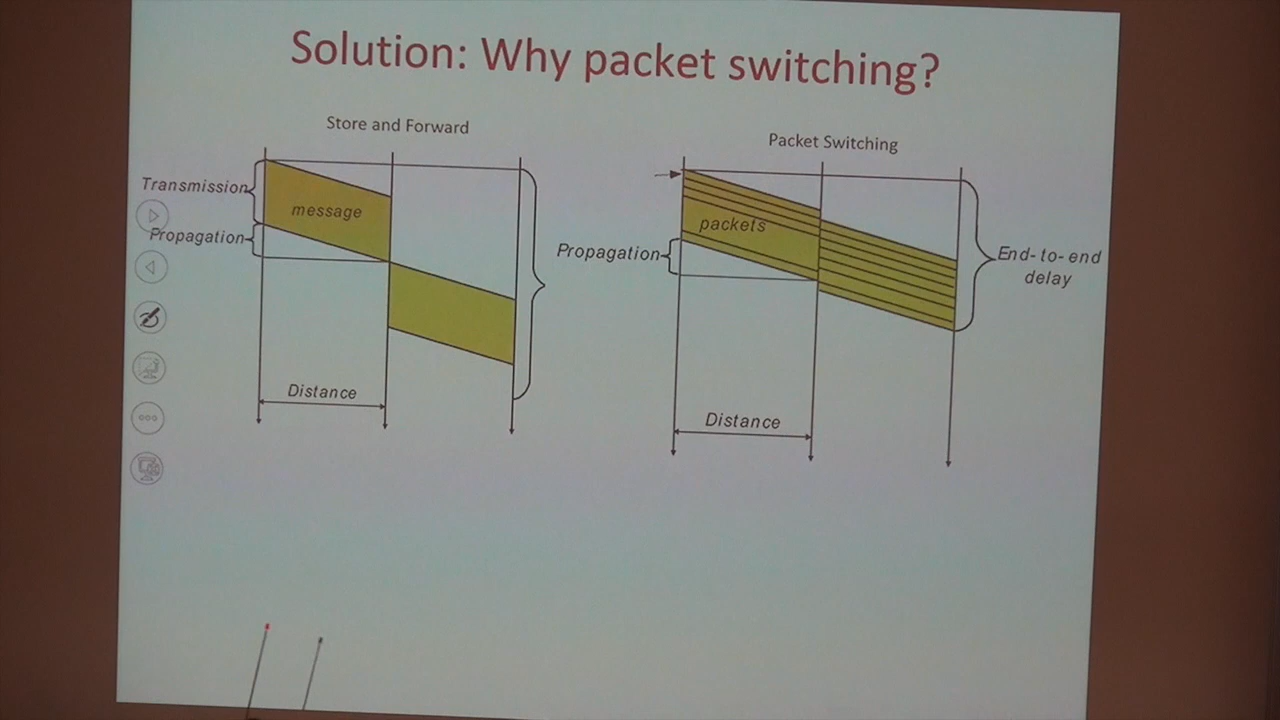 Solution: Why packet switching?
Store and Forward
Transmission
message
Propagation
Distance
Packet Switching
packets
Propagation
Distance
End-to-end
delay